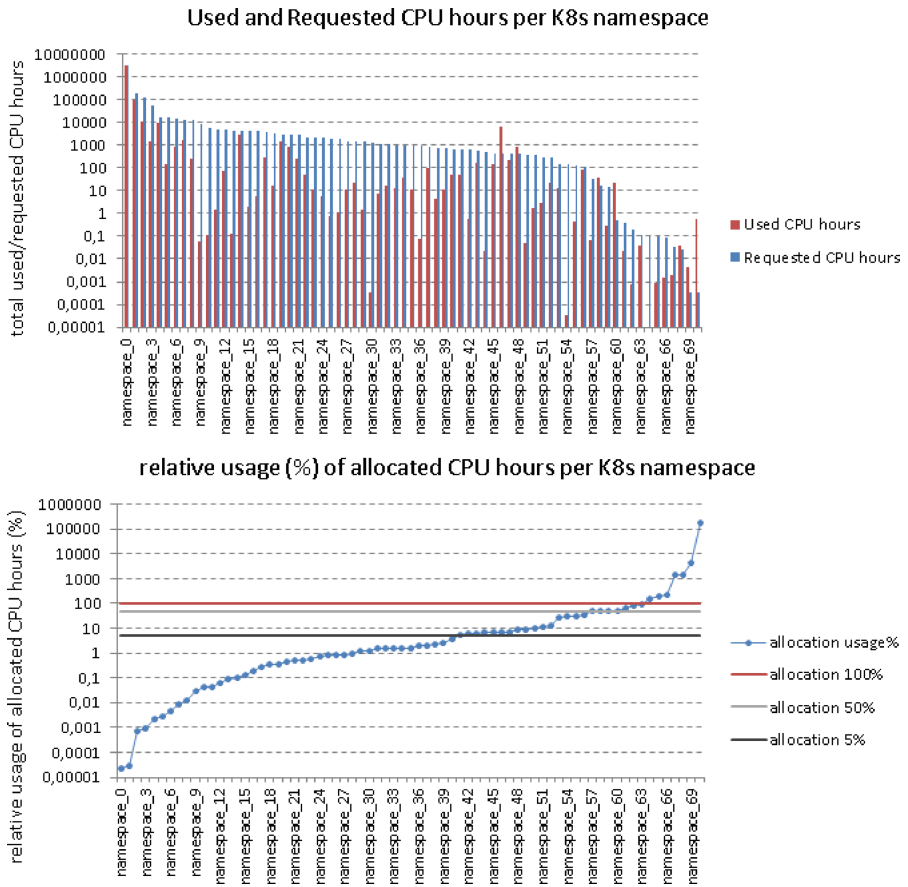 Used and Requested CPU hours per K8s namespace
total used/requested CPU hours
10000000
1000000
100000
10000
1000
100
10
1
0,1
0,01
0,001
0,0001
0,00001
namespace_0
namespace_3
namespace_6
namespace_9
namespace_12
namespace_15
namespace_18
namespace_21
namespace_24
namespace_27
namespace_30
namespace_33
namespace_36
namespace_39
namespace_42
namespace_45
namespace_48
namespace_51
namespace_54
namespace_57
namespace_60
namespace_63
namespace_66
namespace_69
Used CPU hours
Requested CPU hours
relative usage (%) of allocated CPU hours per K8s namespace
relative usage of allocated CPU hours (%)
1000000
100000
10000
1000
100
10
1
0,1
0,01
0,001
0,0001
0,00001
namespace_0
namespace_3
namespace_6
namespace_9
namespace_12
namespace_15
namespace_18
namespace_21
namespace_24
namespace_27
namespace_30
namespace_33
namespace_36
namespace_39
namespace_42
namespace_45
namespace_48
namespace_51
namespace_54
namespace_57
namespace_60
namespace_63
namespace_66
namespace_69
allocation usage%
allocation 100%
allocation 50%
allocation 5%